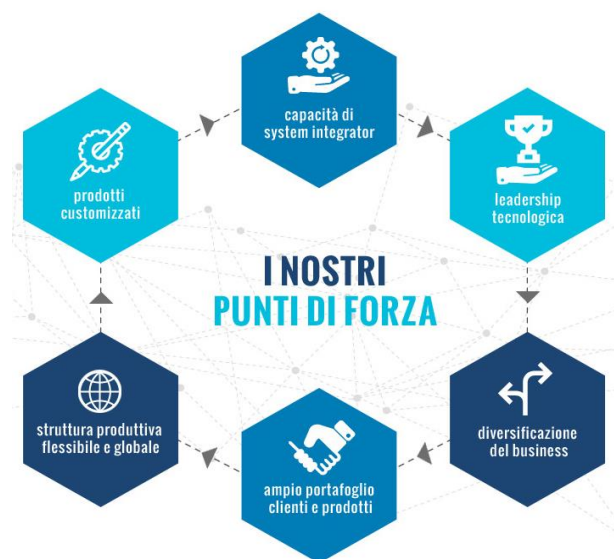 capacità di
system integrator
prodotti
customizzati
leadership
tecnologica
I NOSTRI
PUNTI DI FORZA
struttura produttiva
flessibile e globale
diversificazione
del business
ampio portafoglio
clienti e prodotti